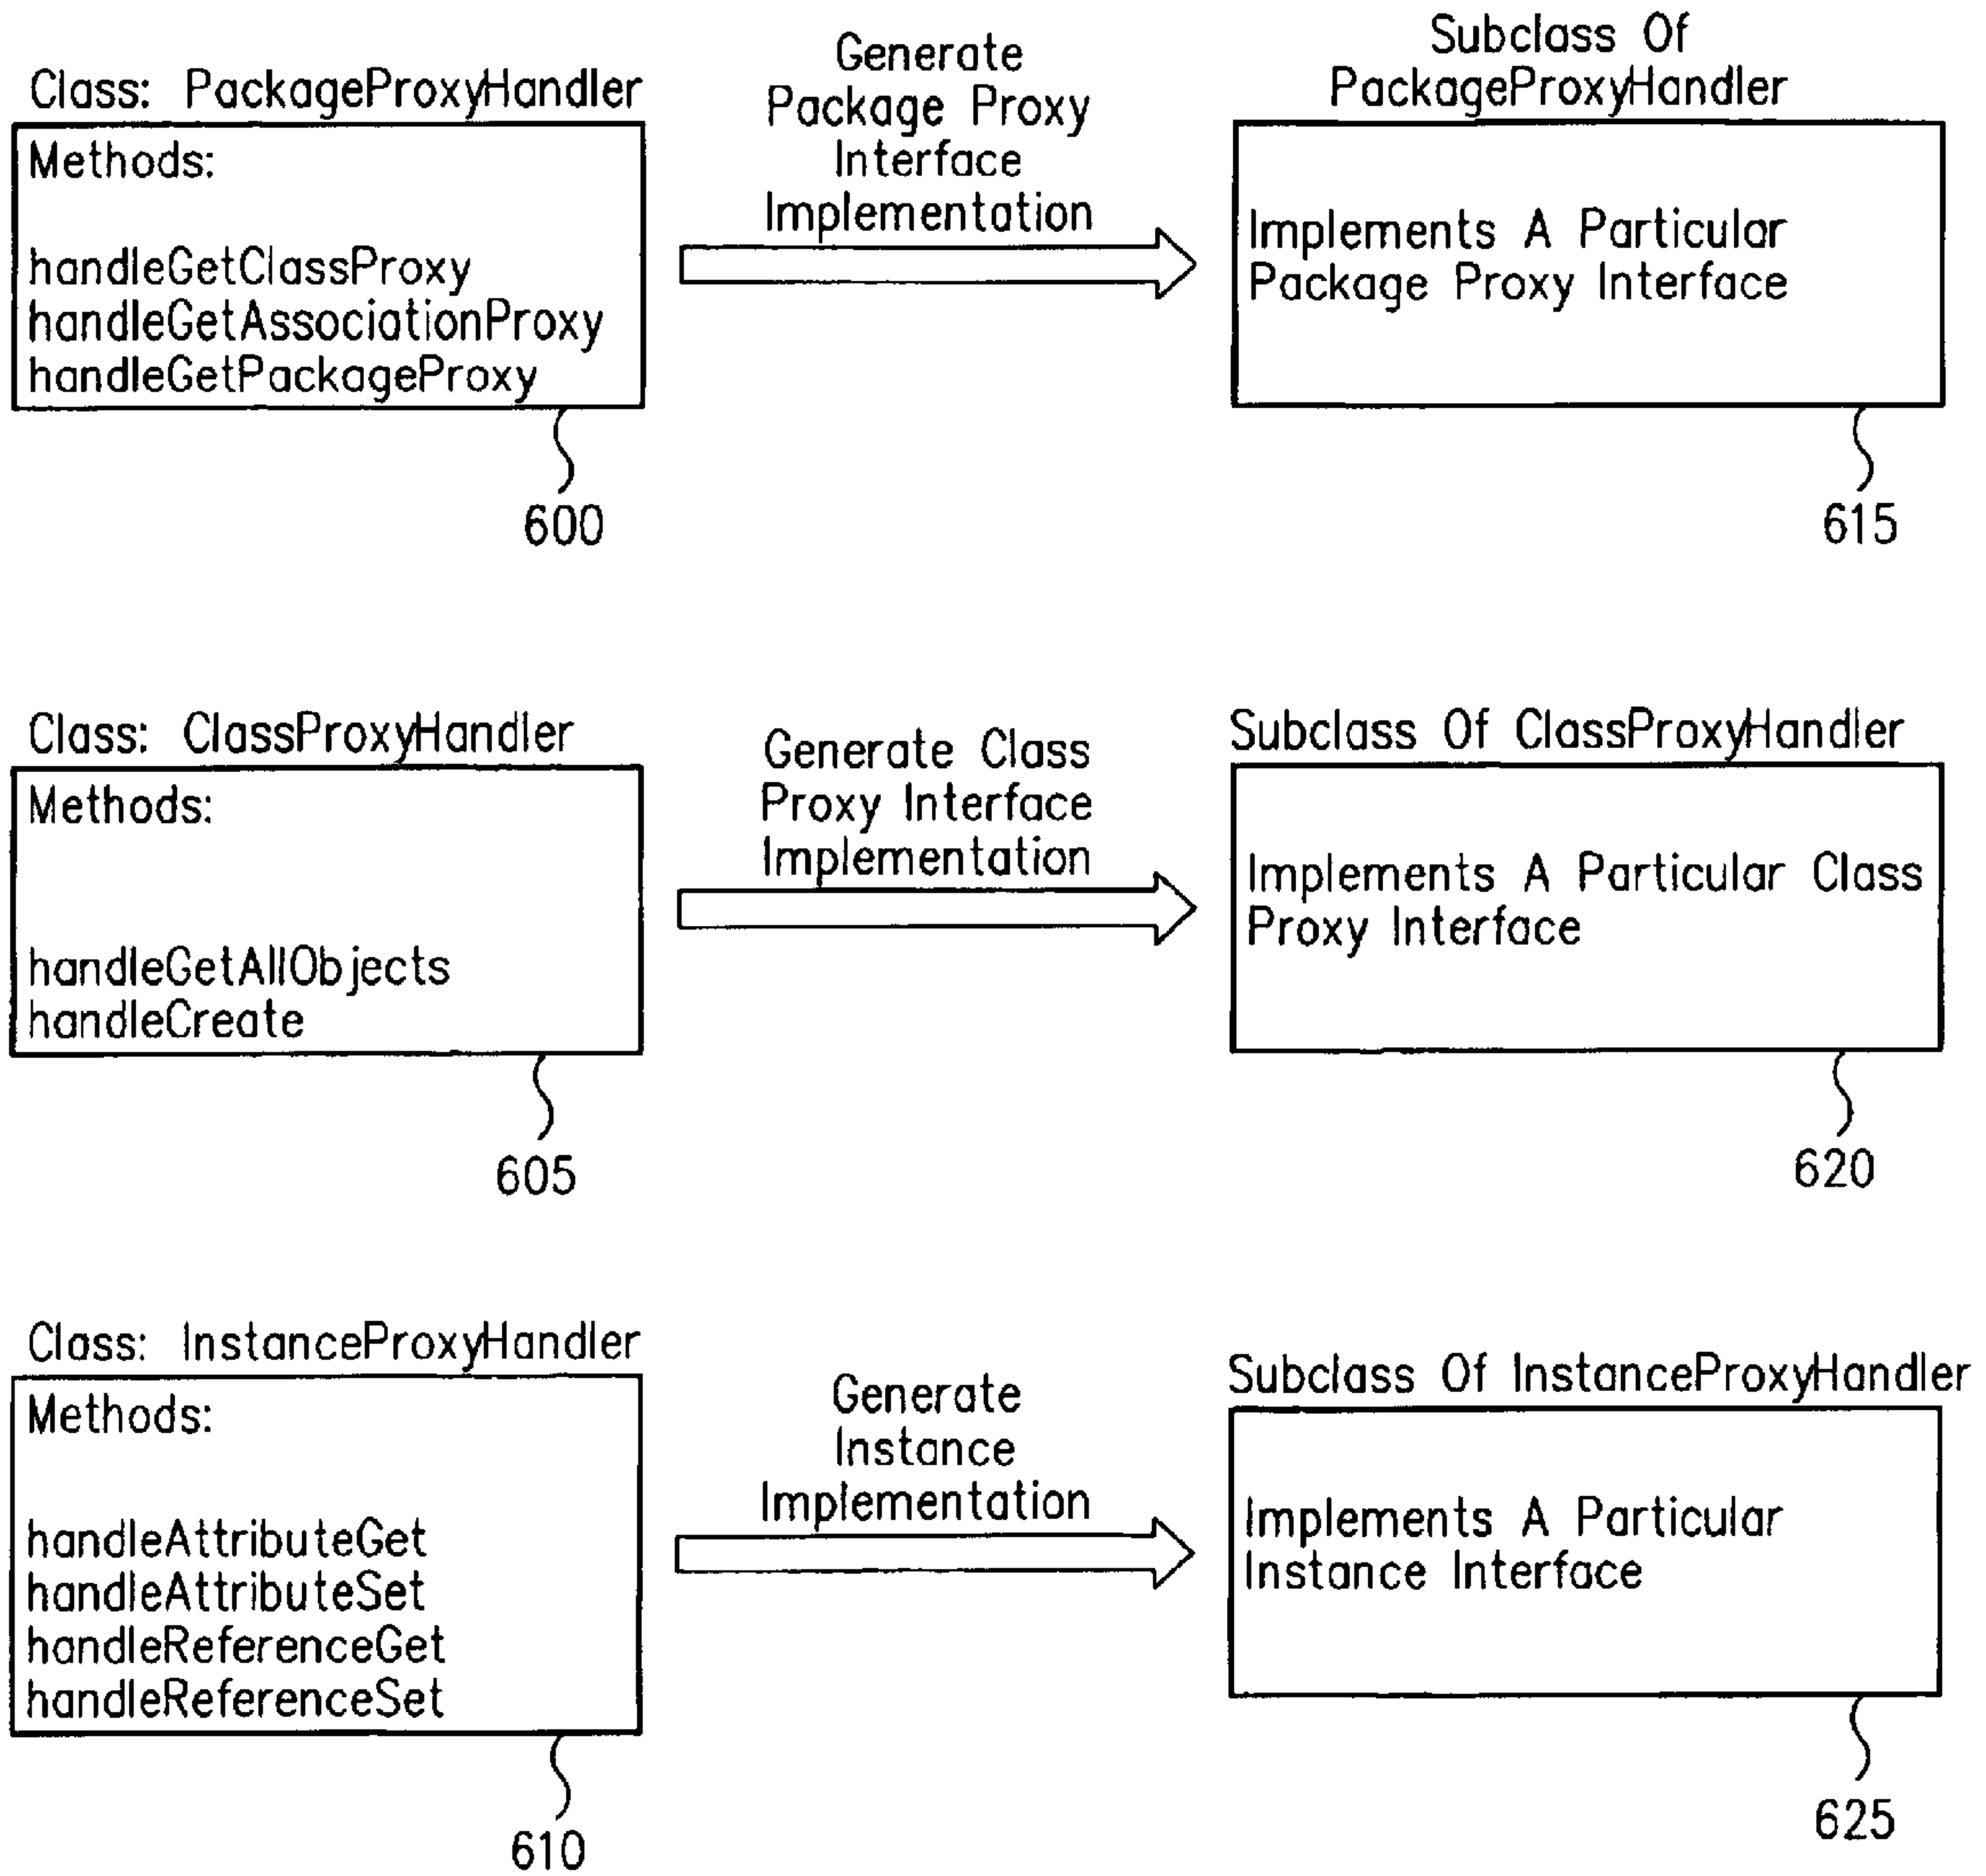 Class: PackageProxyHandler
Methods:
handleGetClassProxy
handleGetAssociationProxy
handleGetPackageProxy
600
Generate
Package Proxy
Interface
Implementation
Subclass Of
PackageProxyHandler
Implements A Particular
Package Proxy Interface
615
Class: ClassProxyHandler
Methods:
handleGetAllObjects
handleCreate
605
Generate Class
Proxy Interface
Implementation
Subclass Of ClassProxyHandler
Implements A Particular Class
Proxy Interface
620
Class: InstanceProxyHandler
Methods:
handleAttributeGet
handleAttributeSet
handleReferenceGet
handleReferenceSet
610
Generate
Instance
Implementation
Subclass Of InstanceProxyHandler
Implements A Particular
Instance Interface
625